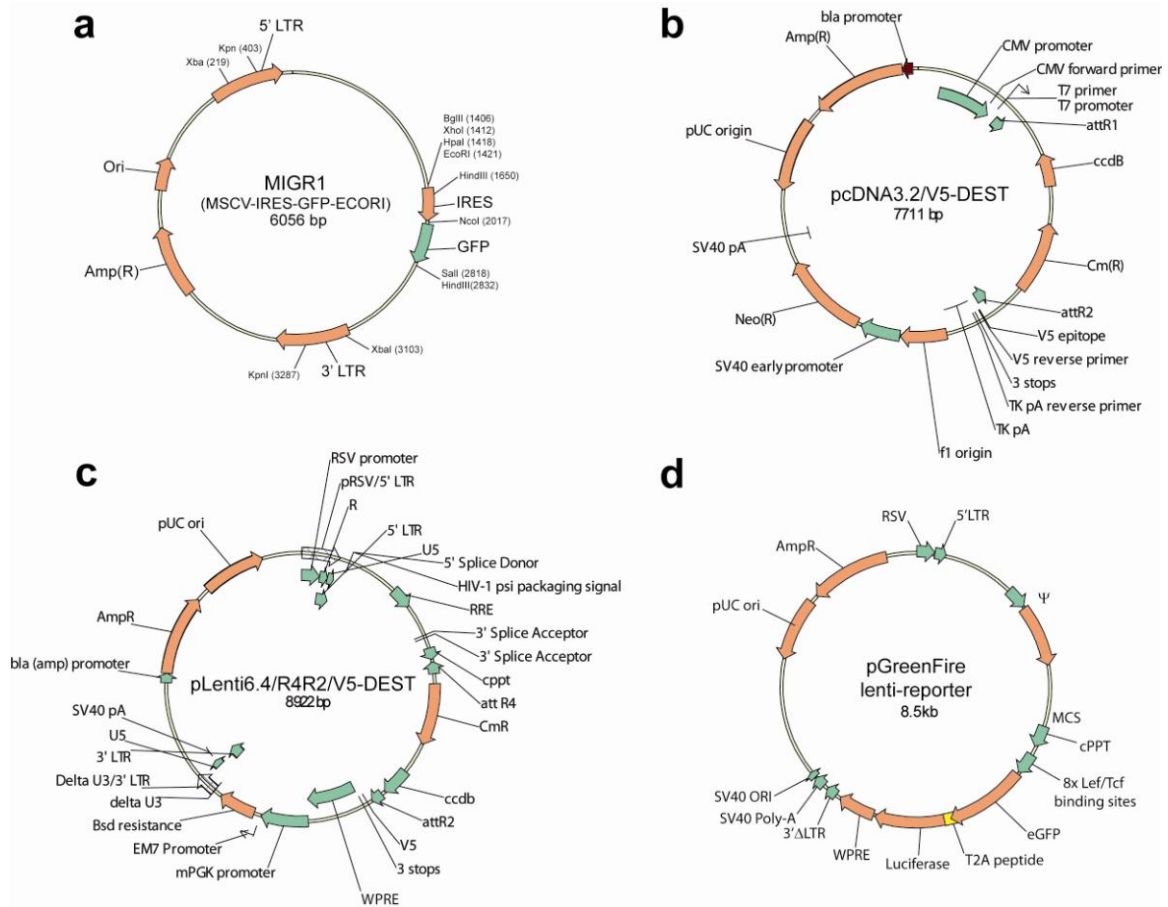 a
5' LTR
Kpn (403)
Xba (219)
BglII (1406)
XhoI (1412)
HpaI (1418)
EcoRI (1421)
HindIII (1650)
Ori
MIGR1
(MSCV-IRES-GFP-ECORI)
6056 bp
IRES
NcoI (2017)
GFP
Amp(R)
SalI (2818)
HindIII(2832)
XbaI (3103)
KpnI (3287)
3' LTR
b
bla promoter
Amp(R)
CMV promoter
CMV forward primer
T7 primer
T7 promoter
attR1
pUC origin
ccdB
pcDNA3.2/V5-DEST
7711 bp
SV40 pA
Cm(R)
Neo(R)
attR2
V5 epitope
SV40 early promoter
V5 reverse primer
3 stops
TK pA reverse primer
TK pA
f1 origin
c
RSV promoter
pRSV/5' LTR
R
pUC ori
5' LTR
U5
5' Splice Donor
HIV-1 psi packaging signal
RRE
AmpR
3' Splice Acceptor
3' Splice Acceptor
bla (amp) promoter
cppt
pLenti6.4/R4R2/V5-DEST
8922 bp
att R4
CmR
SV40 pA
U5
3' LTR
Delta U3/3' LTR
delta U3
ccdb
Bsd resistance
attR2
EM7 Promoter
V5
mPGK promoter
3 stops
WPRE
d
RSV
5'LTR
AmpR
pUC ori
Ψ
pGreenFire
lenti-reporter
8.5kb
MCS
cPPT
SV40 ORI
8x Lef/Tcf
binding sites
SV40 Poly-A
3'ΔLTR
eGFP
WPRE
T2A peptide
Luciferase